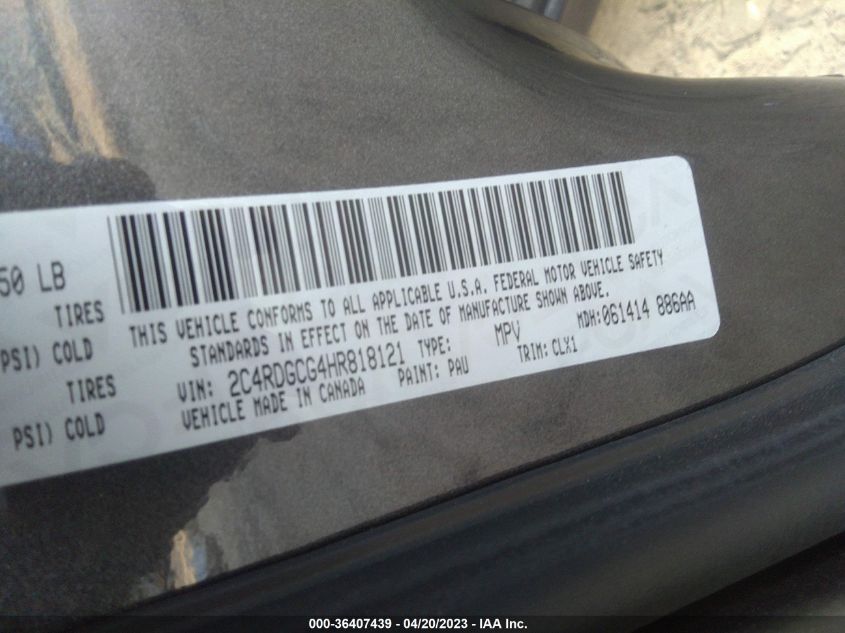 50 LB
TIRES
PSI) COLD
TIRES
PSI) COLD
THIS VEHICLE CONFORMS TO ALL APPLICABLE U.S.A. FEDERAL MOTOR VEHICLE SAFETY
STANDARDS IN EFFECT ON THE DATE OF MANUFACTURE SHOWN ABOVE.
VIN: 2C4RDGCG4HR818121 TYPE: MPV MDH:061414 886AA
VEHICLE MADE IN CANADA PAINT: PAU TRIM: CLX1
000-36407439 - 04/20/2023 - IAA Inc.